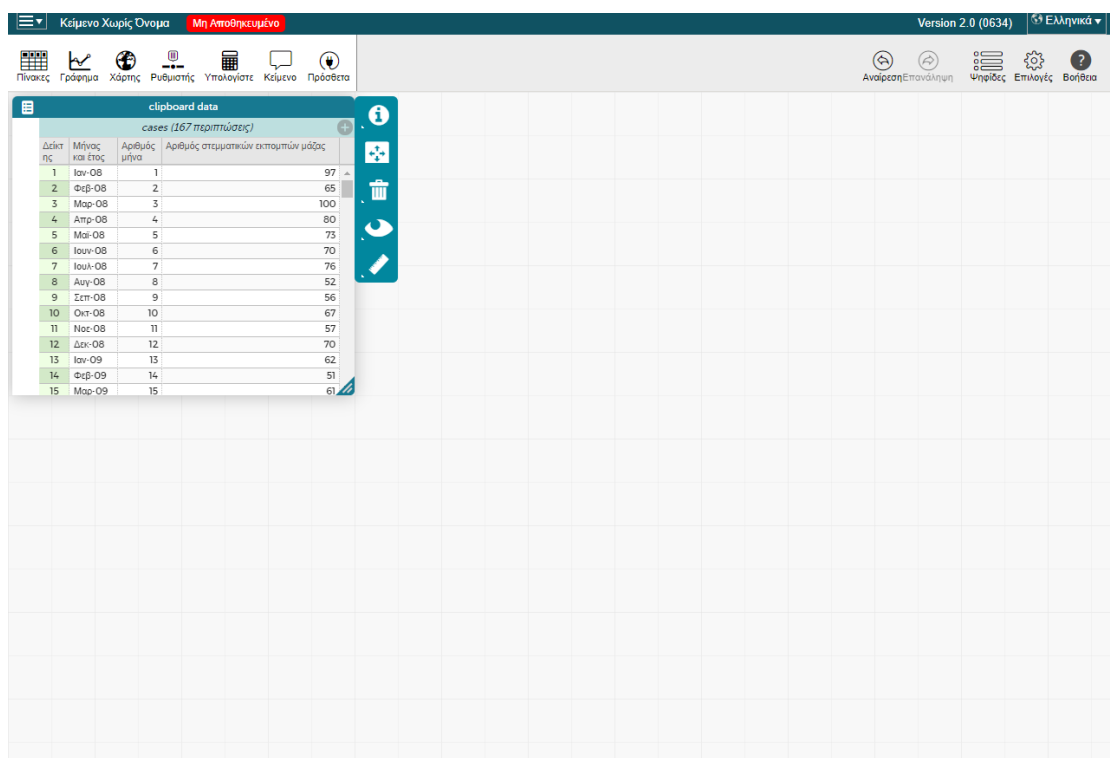 Κείμενο Χωρίς Όνομα Μη Αποθηκευμένο Version 2.0 (0634) Ελληνικά
Πίνακες Γράφημα Χάρτης Ρυθμιστής Υπολογίστε Κείμενο Πρόσθετα Αναίρεση Επανάληψη Ψηφίδες Επιλογές Βοήθεια
clipboard data
cases (167 περιπτώσεις)
Δείκτ Μήνας Αριθμός Αριθμός στεμματικών εκπομπών μάζας
ης και έτος μήνα
1 Ιαν-08 1 97
2 Φεβ-08 2 65
3 Μαρ-08 3 100
4 Απρ-08 4 80
5 Μαϊ-08 5 73
6 Ιουν-08 6 70
7 Ιουλ-08 7 76
8 Αυγ-08 8 52
9 Σεπ-08 9 56
10 Οκτ-08 10 67
11 Νοε-08 11 57
12 Δεκ-08 12 70
13 Ιαν-09 13 62
14 Φεβ-09 14 51
15 Μαρ-09 15 61